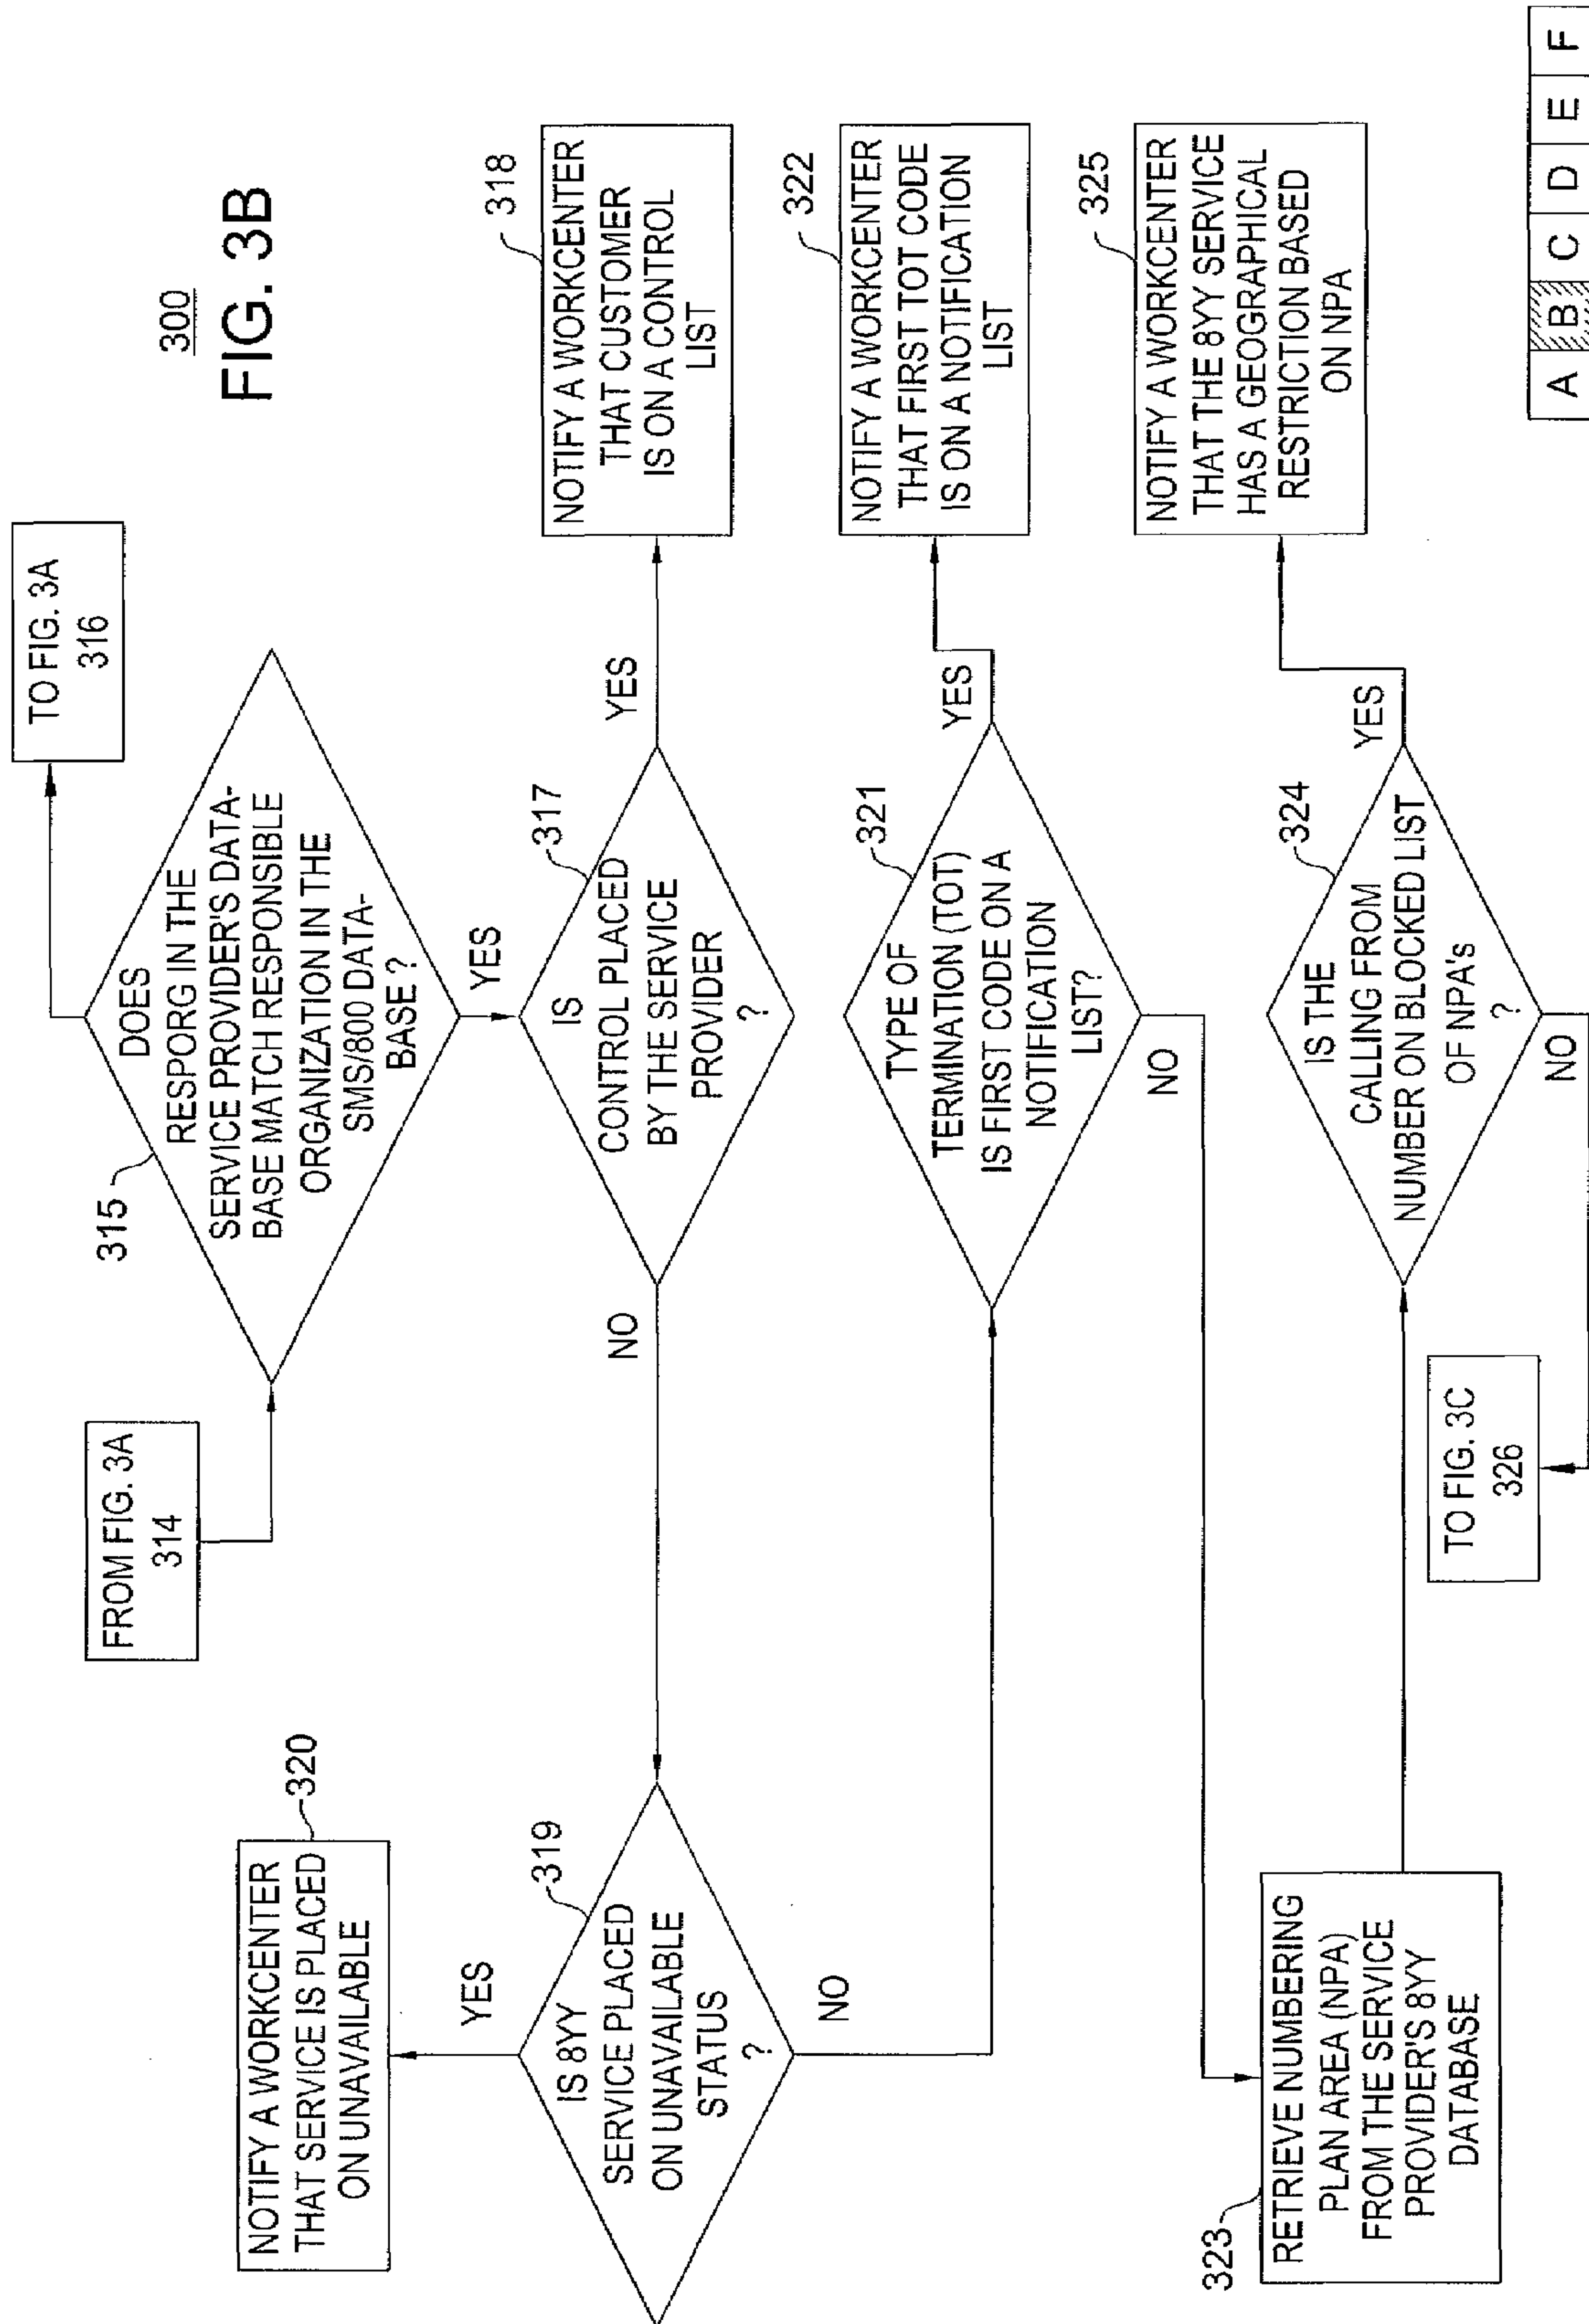 300
FIG. 3B
TO FIG. 3A
316
FROM FIG. 3A
314
315
DOES
RESPORG IN THE
SERVICE PROVIDER'S DATA-
BASE MATCH RESPONSIBLE
ORGANIZATION IN THE
SMS/800 DATA-
BASE ?
YES
317
IS
CONTROL PLACED
BY THE SERVICE
PROVIDER
?
YES
318
NOTIFY A WORKCENTER
THAT CUSTOMER
IS ON A CONTROL
LIST
NO
319
IS 8YY
SERVICE PLACED
ON UNAVAILABLE
STATUS
?
YES
320
NOTIFY A WORKCENTER
THAT SERVICE IS PLACED
ON UNAVAILABLE
NO
321
TYPE OF
TERMINATION (TOT)
IS FIRST CODE ON A
NOTIFICATION
LIST?
YES
322
NOTIFY A WORKCENTER
THAT FIRST TOT CODE
IS ON A NOTIFICATION
LIST
NO
323
RETRIEVE NUMBERING
PLAN AREA (NPA)
FROM THE SERVICE
PROVIDER'S 8YY
DATABASE
324
IS THE
CALLING FROM
NUMBER ON BLOCKED LIST
OF NPA's
?
YES
325
NOTIFY A WORKCENTER
THAT THE 8YY SERVICE
HAS A GEOGRAPHICAL
RESTRICTION BASED
ON NPA
NO
TO FIG. 3C
326
A B C D E F